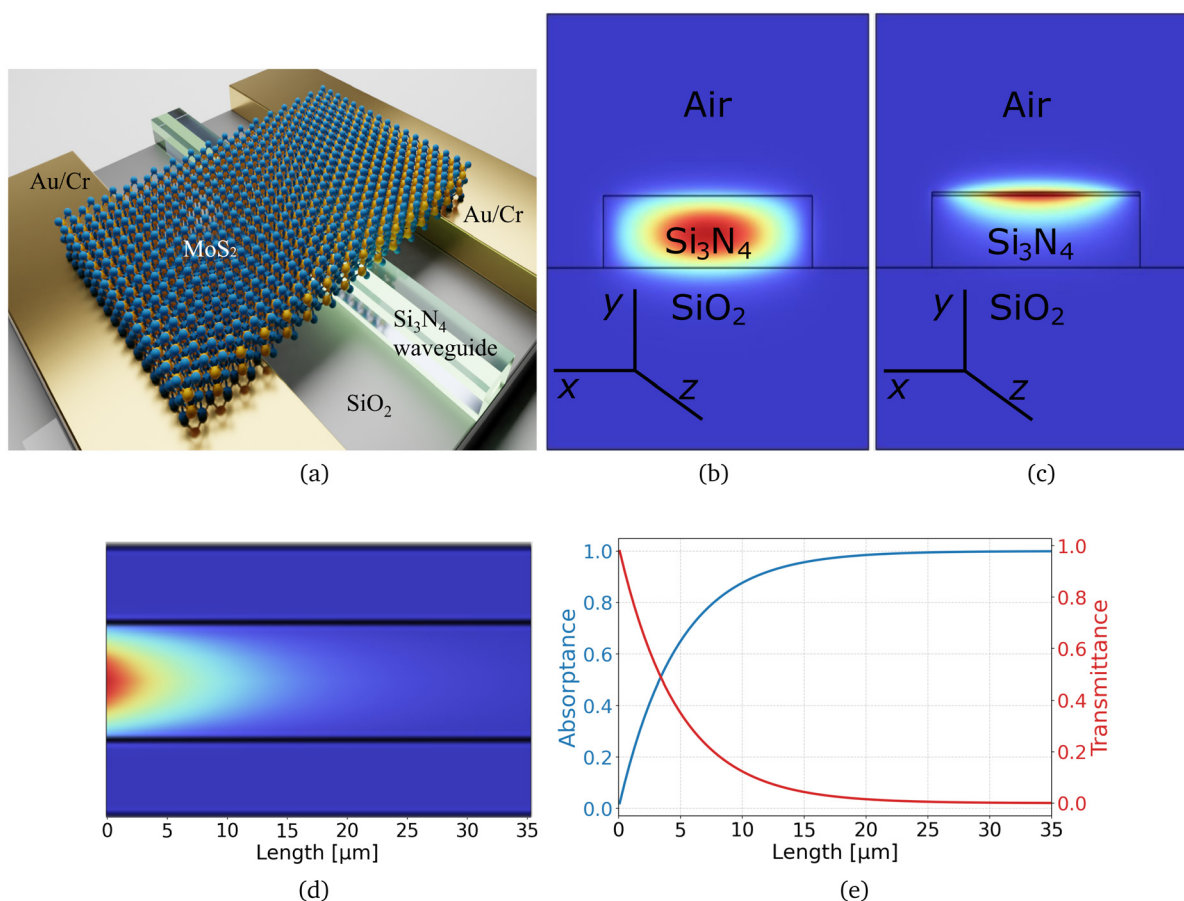 Au/Cr
Au/Cr
MoS₂
Si₃N₄
waveguide
SiO₂
(a)
Air
Si₃N₄
SiO₂
y
x
z
(b)
Air
Si₃N₄
SiO₂
y
x
z
(c)
0 5 10 15 20 25 30 35
Length [μm]
(d)
Absorptance
1.0
0.8
0.6
0.4
0.2
0.0
Transmittance
1.0
0.8
0.6
0.4
0.2
0.0
0 5 10 15 20 25 30 35
Length [μm]
(e)